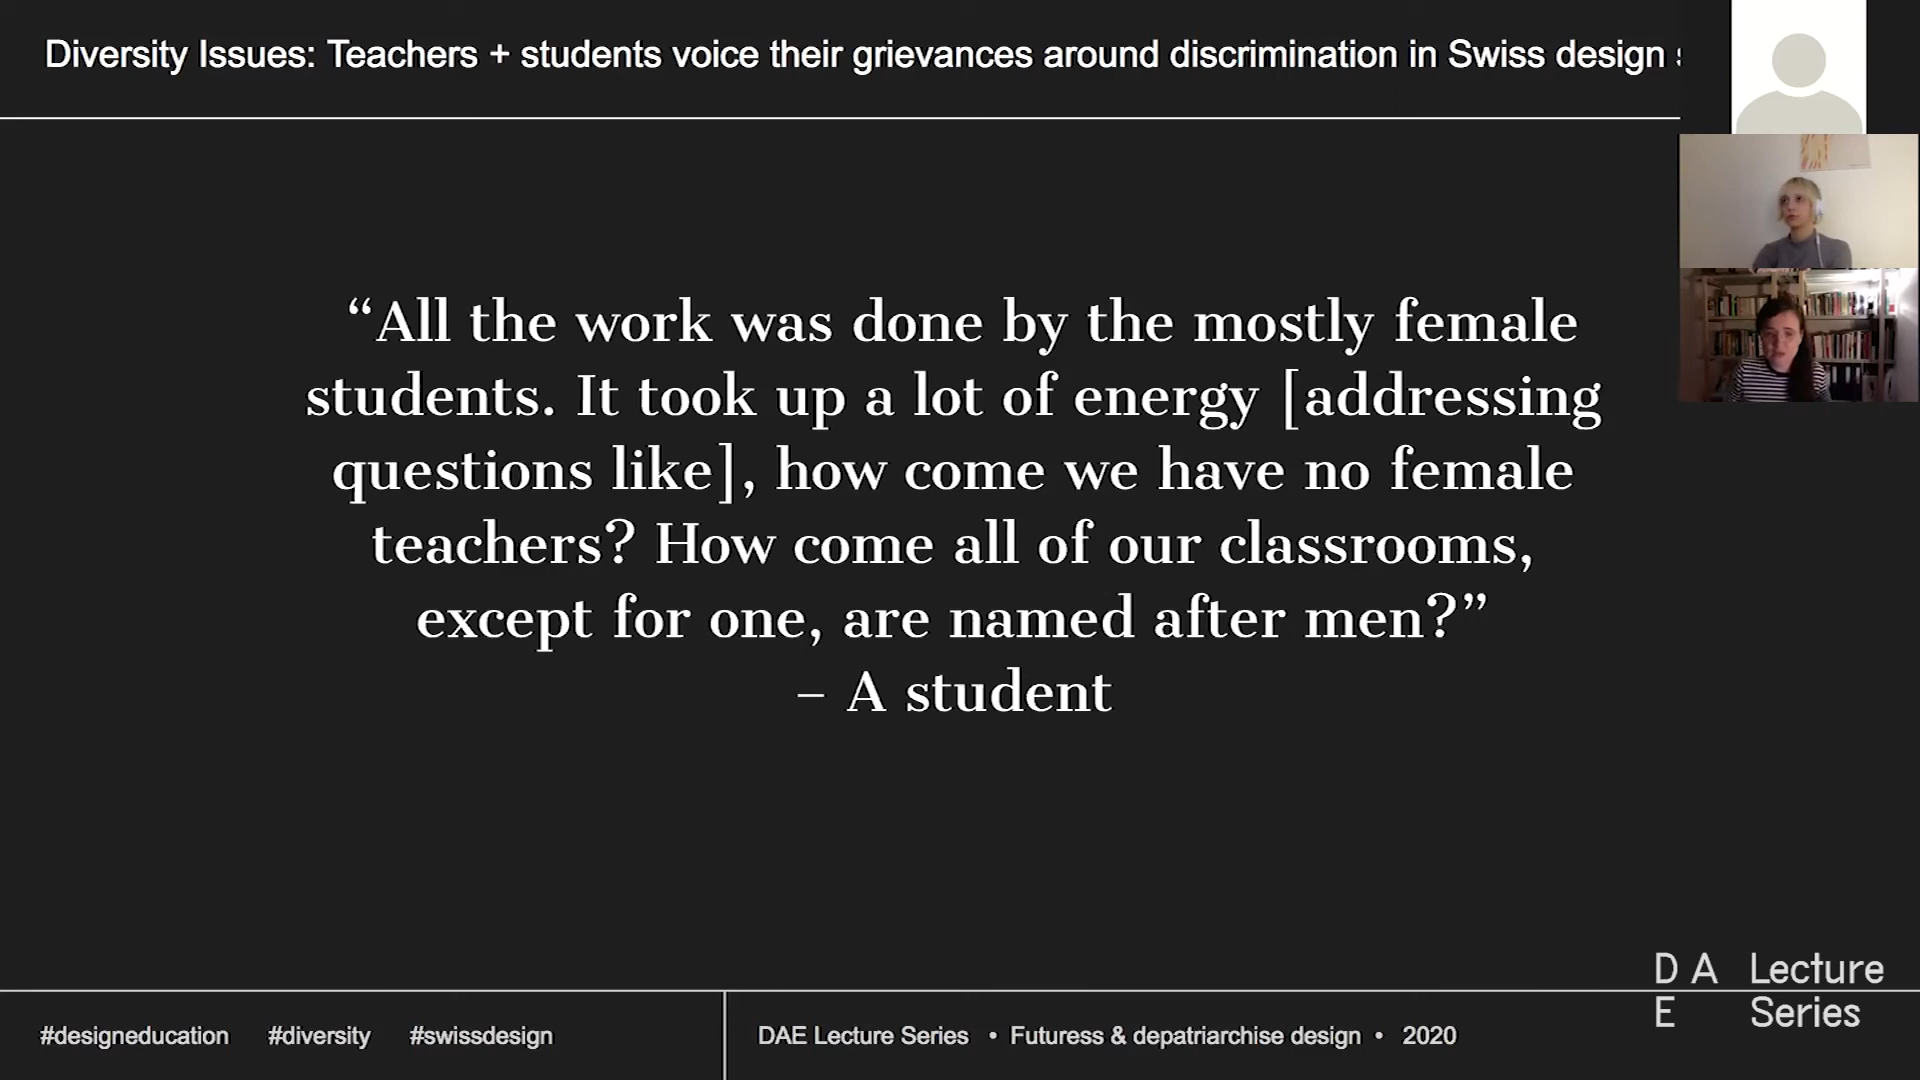 Diversity Issues: Teachers + students voice their grievances around discrimination in Swiss design
“All the work was done by the mostly female
students. It took up a lot of energy [addressing
questions like], how come we have no female
teachers? How come all of our classrooms,
except for one, are named after men?”
– A student
#designeducation #diversity #swissdesign
DAE Lecture Series • Futuress & depatriarchise design • 2020
D A Lecture
E Series